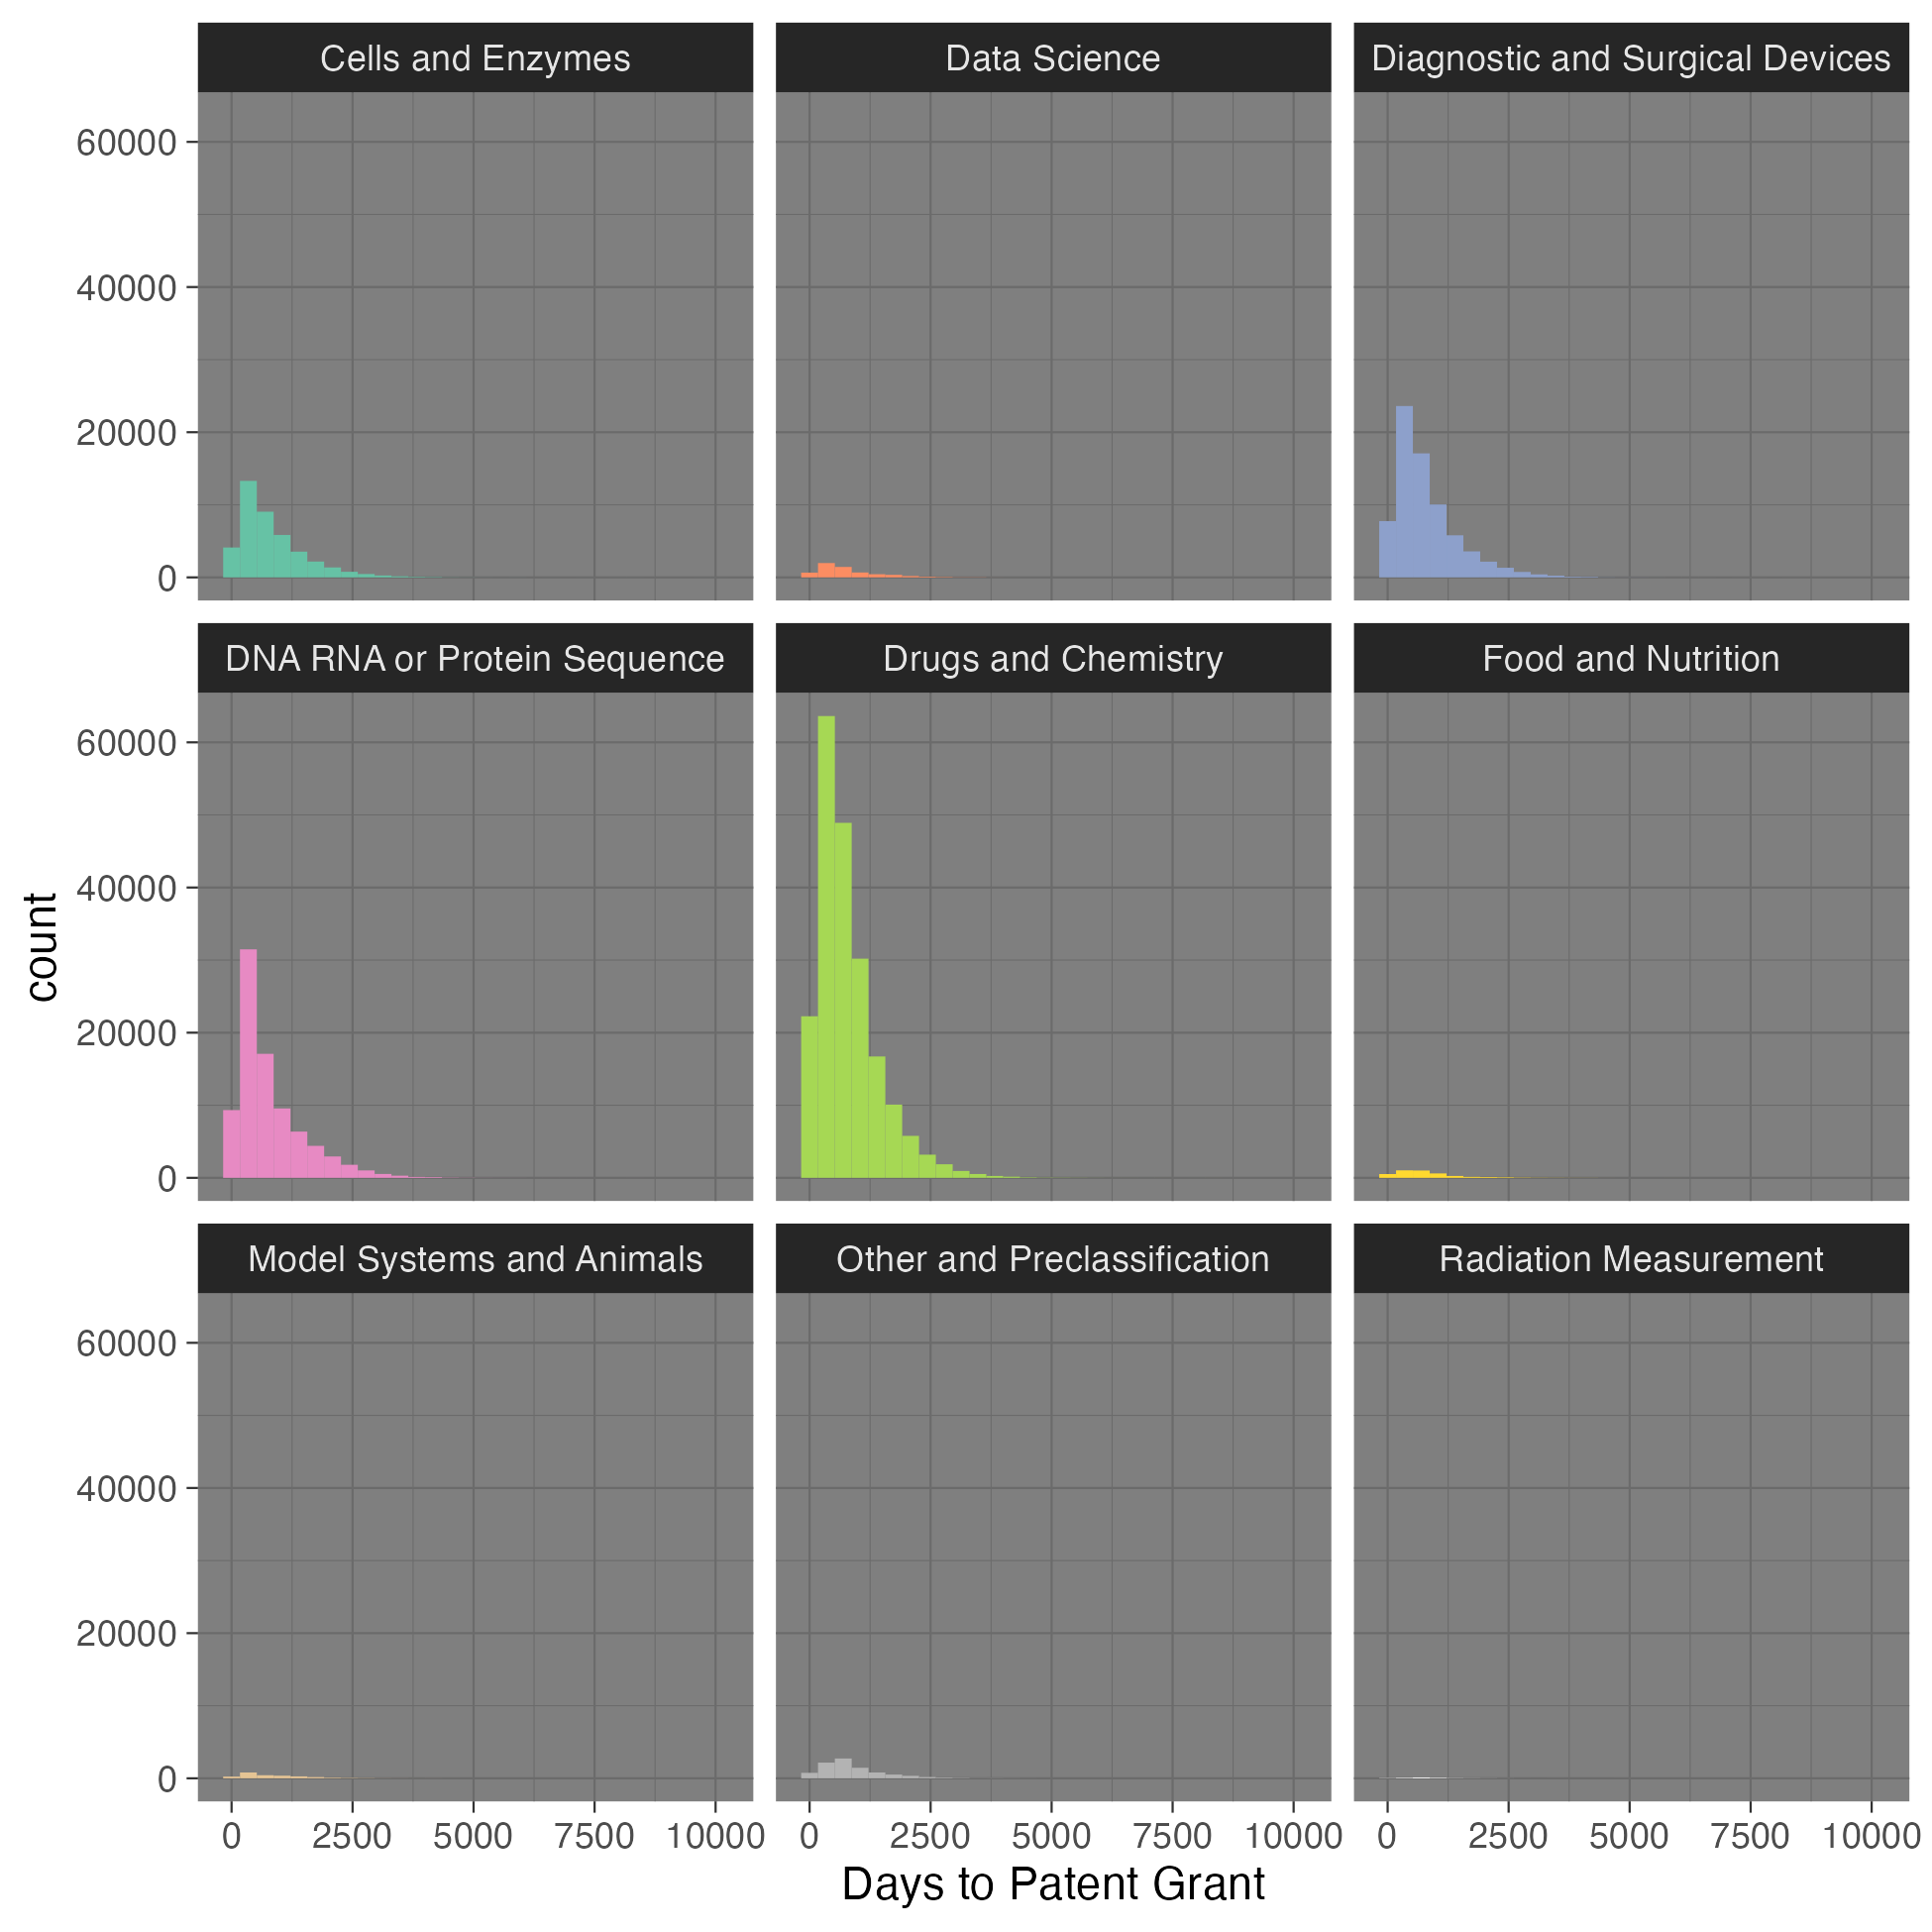 Cells and Enzymes
Data Science
Diagnostic and Surgical Devices
60000
40000
20000
0
DNA RNA or Protein Sequence
Drugs and Chemistry
Food and Nutrition
60000
40000
20000
0
Model Systems and Animals
Other and Preclassification
Radiation Measurement
60000
40000
20000
0
0 2500 5000 7500 10000
0 2500 5000 7500 10000
0 2500 5000 7500 10000
count
Days to Patent Grant